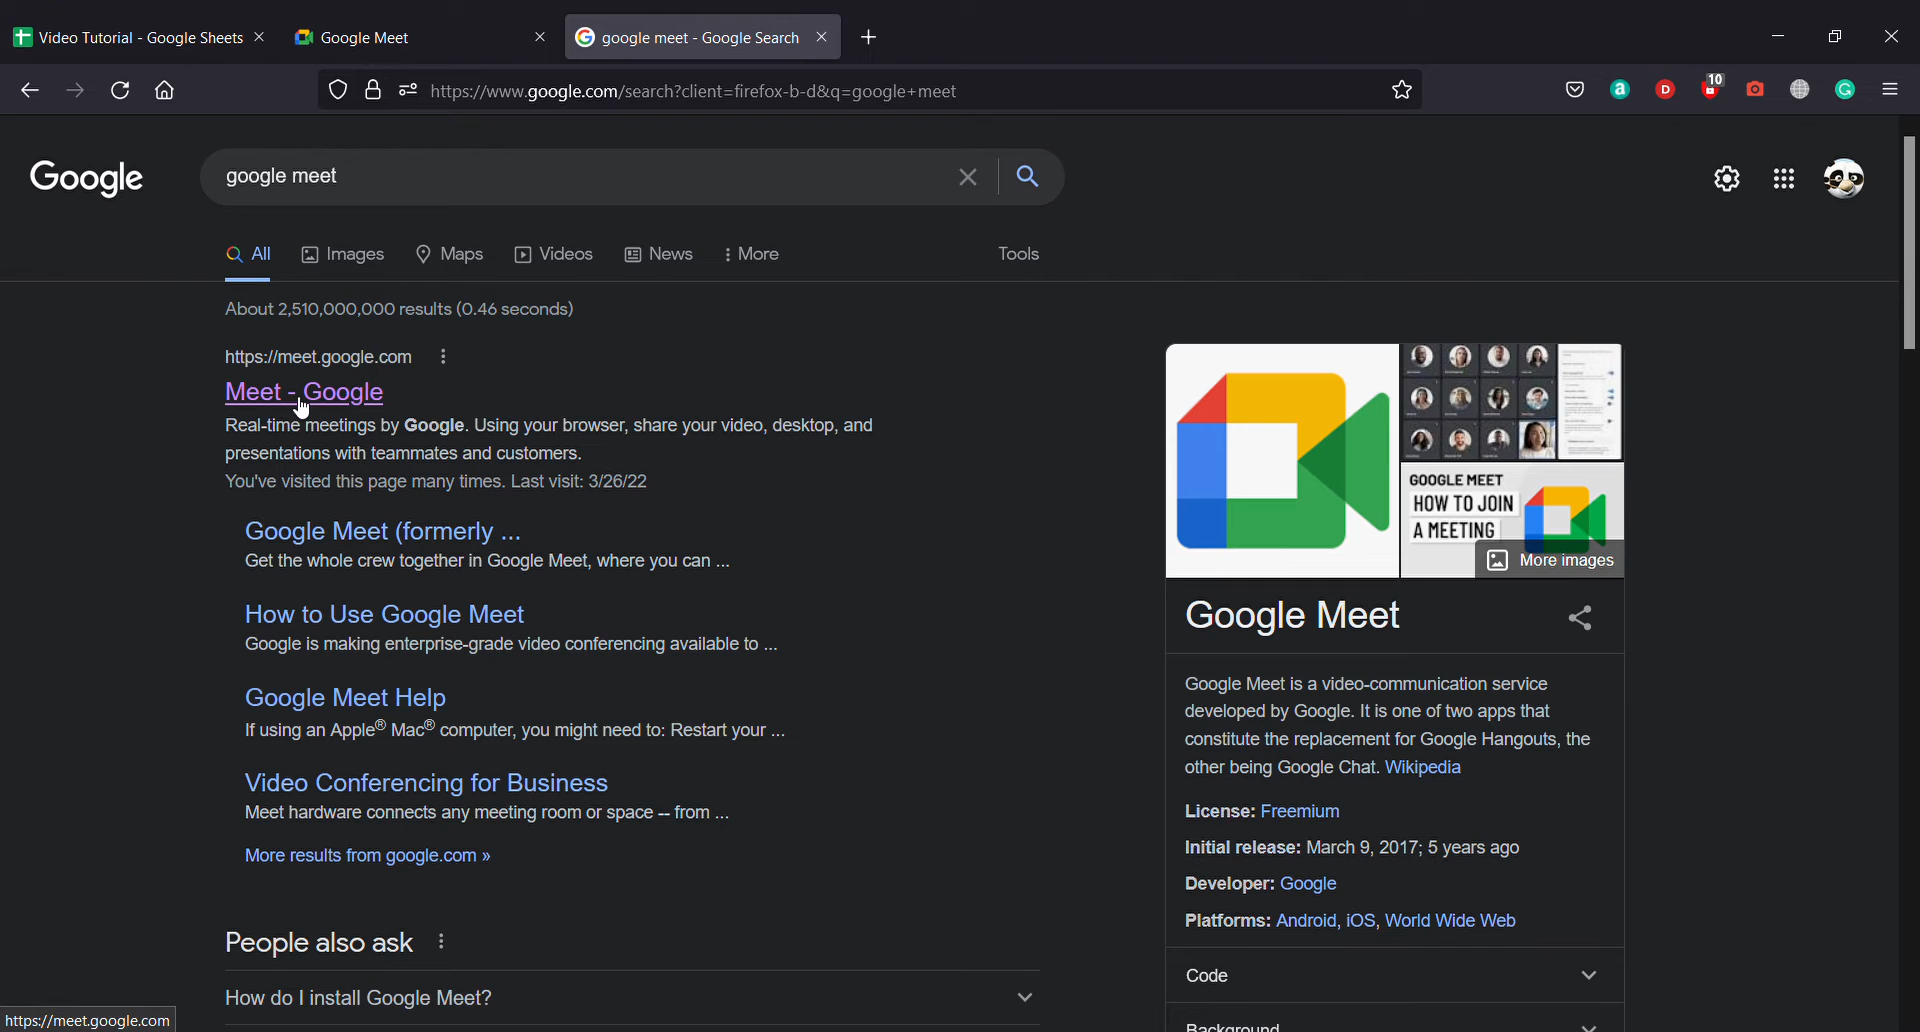 Video Tutorial - Google Sheets
Google Meet
google meet - Google Search
https://www.google.com/search?client=firefox-b-d&q=google+meet
10
Google
google meet
All
Images
Maps
Videos
News
More
Tools
About 2,510,000,000 results (0.46 seconds)
https://meet.google.com
Meet - Google
Real-time meetings by Google. Using your browser, share your video, desktop, and
presentations with teammates and customers.
You've visited this page many times. Last visit: 3/26/22
Google Meet (formerly ...
Get the whole crew together in Google Meet, where you can ...
How to Use Google Meet
Google is making enterprise-grade video conferencing available to ...
Google Meet Help
If using an Apple® Mac® computer, you might need to: Restart your ...
Video Conferencing for Business
Meet hardware connects any meeting room or space -- from ...
More results from google.com »
People also ask
How do I install Google Meet?
GOOGLE MEET
HOW TO JOIN
A MEETING
More images
Google Meet
Google Meet is a video-communication service
developed by Google. It is one of two apps that
constitute the replacement for Google Hangouts, the
other being Google Chat. Wikipedia
License: Freemium
Initial release: March 9, 2017; 5 years ago
Developer: Google
Platforms: Android, iOS, World Wide Web
Code
Background
https://meet.google.com